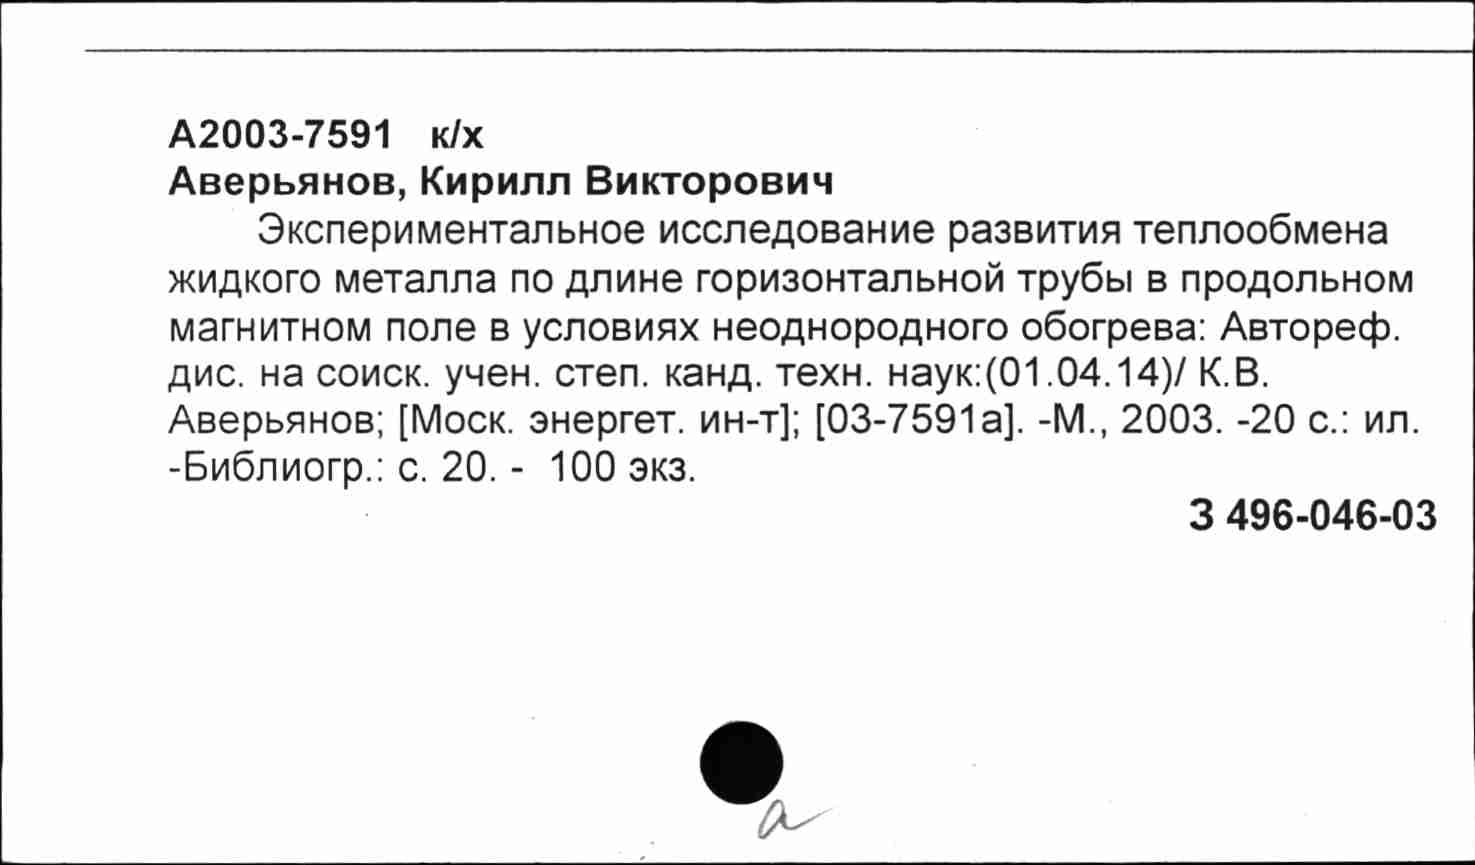 А2003-7591 к/х
Аверьянов, Кирилл Викторович
Экспериментальное исследование развития теплообмена
жидкого металла по длине горизонтальной трубы в продольном
магнитном поле в условиях неоднородного обогрева: Автореф.
дис. на соиск. учен. степ. канд. техн. наук:(01.04.14)/ К.В.
Аверьянов; [Моск. энергет. ин-т]; [03-7591а]. -М., 2003. -20 с.: ил.
-Библиогр.: с. 20. - 100 экз.
З 496-046-03
а